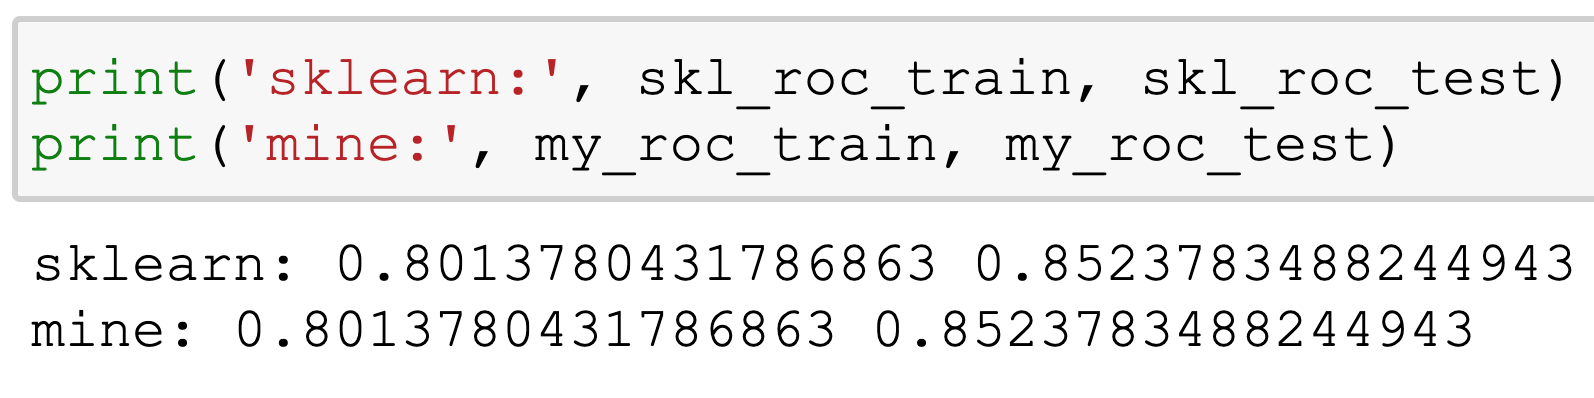 print('sklearn:', skl_roc_train, skl_roc_test)
print('mine:', my_roc_train, my_roc_test)
sklearn: 0.8013780431786863 0.8523783488244943
mine: 0.8013780431786863 0.8523783488244943